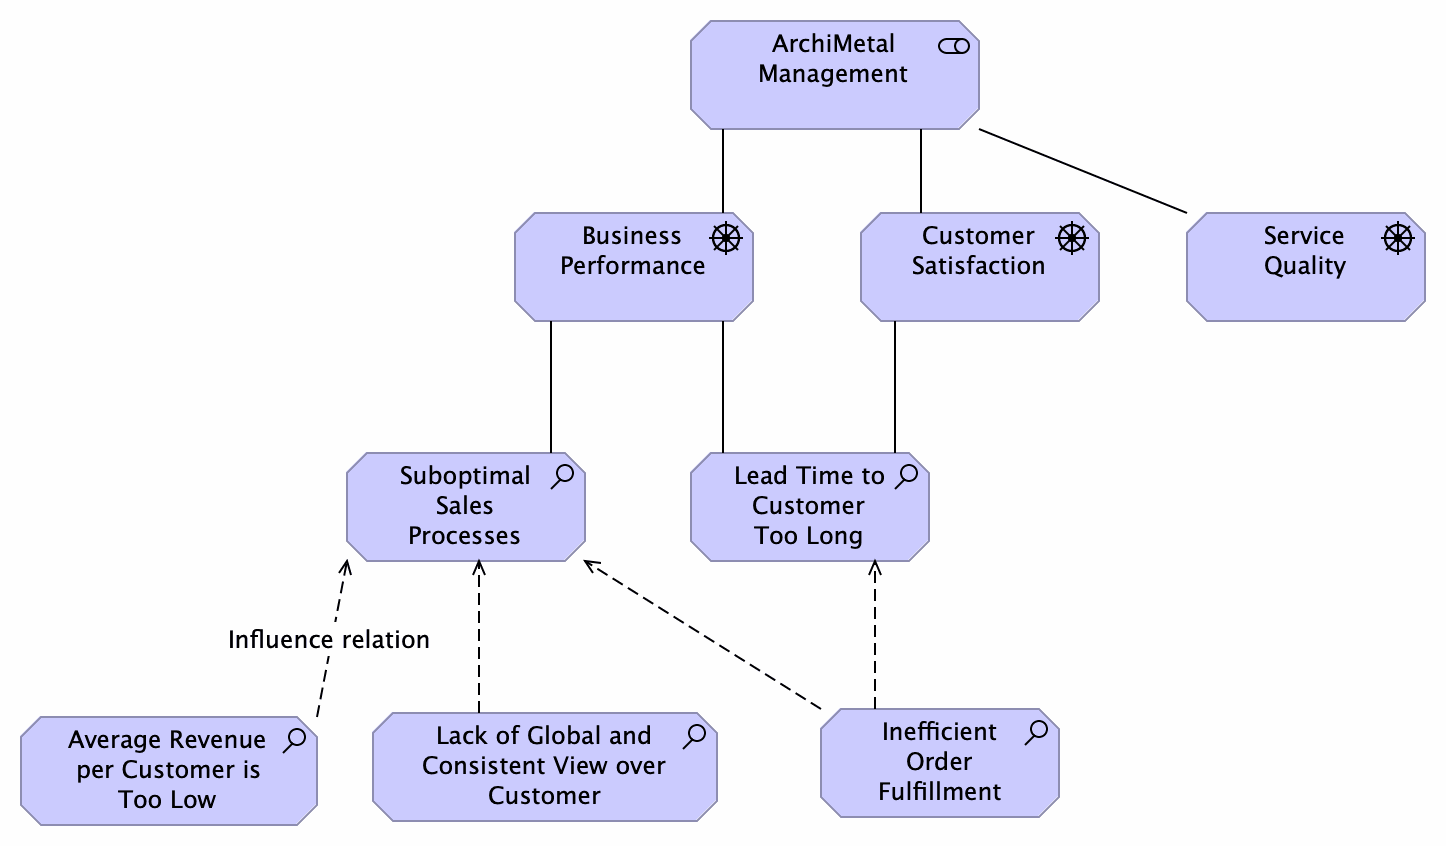 ArchiMetal
Management
Business
Performance
Customer
Satisfaction
Service
Quality
Suboptimal
Sales
Processes
Lead Time to
Customer
Too Long
Influence relation
Average Revenue
per Customer is
Too Low
Lack of Global and
Consistent View over
Customer
Inefficient
Order
Fulfillment